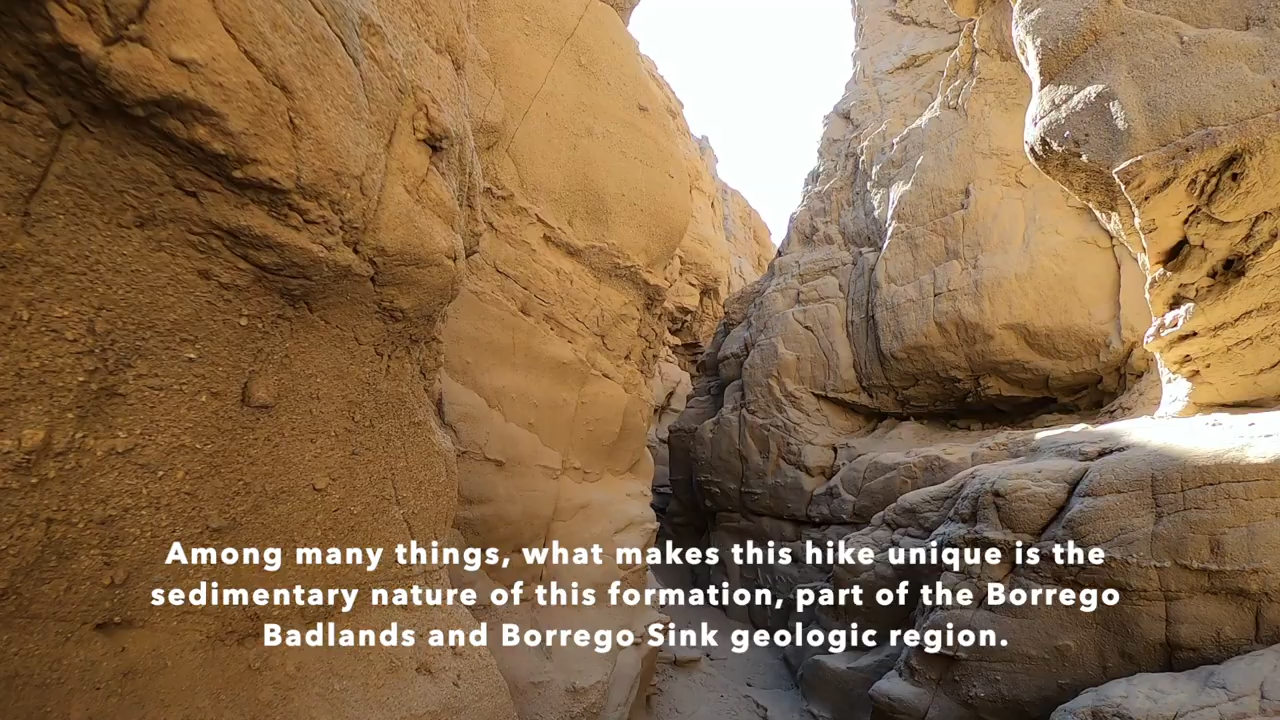 Among many things, what makes this hike unique is the
sedimentary nature of this formation, part of the Borrego
Badlands and Borrego Sink geologic region.